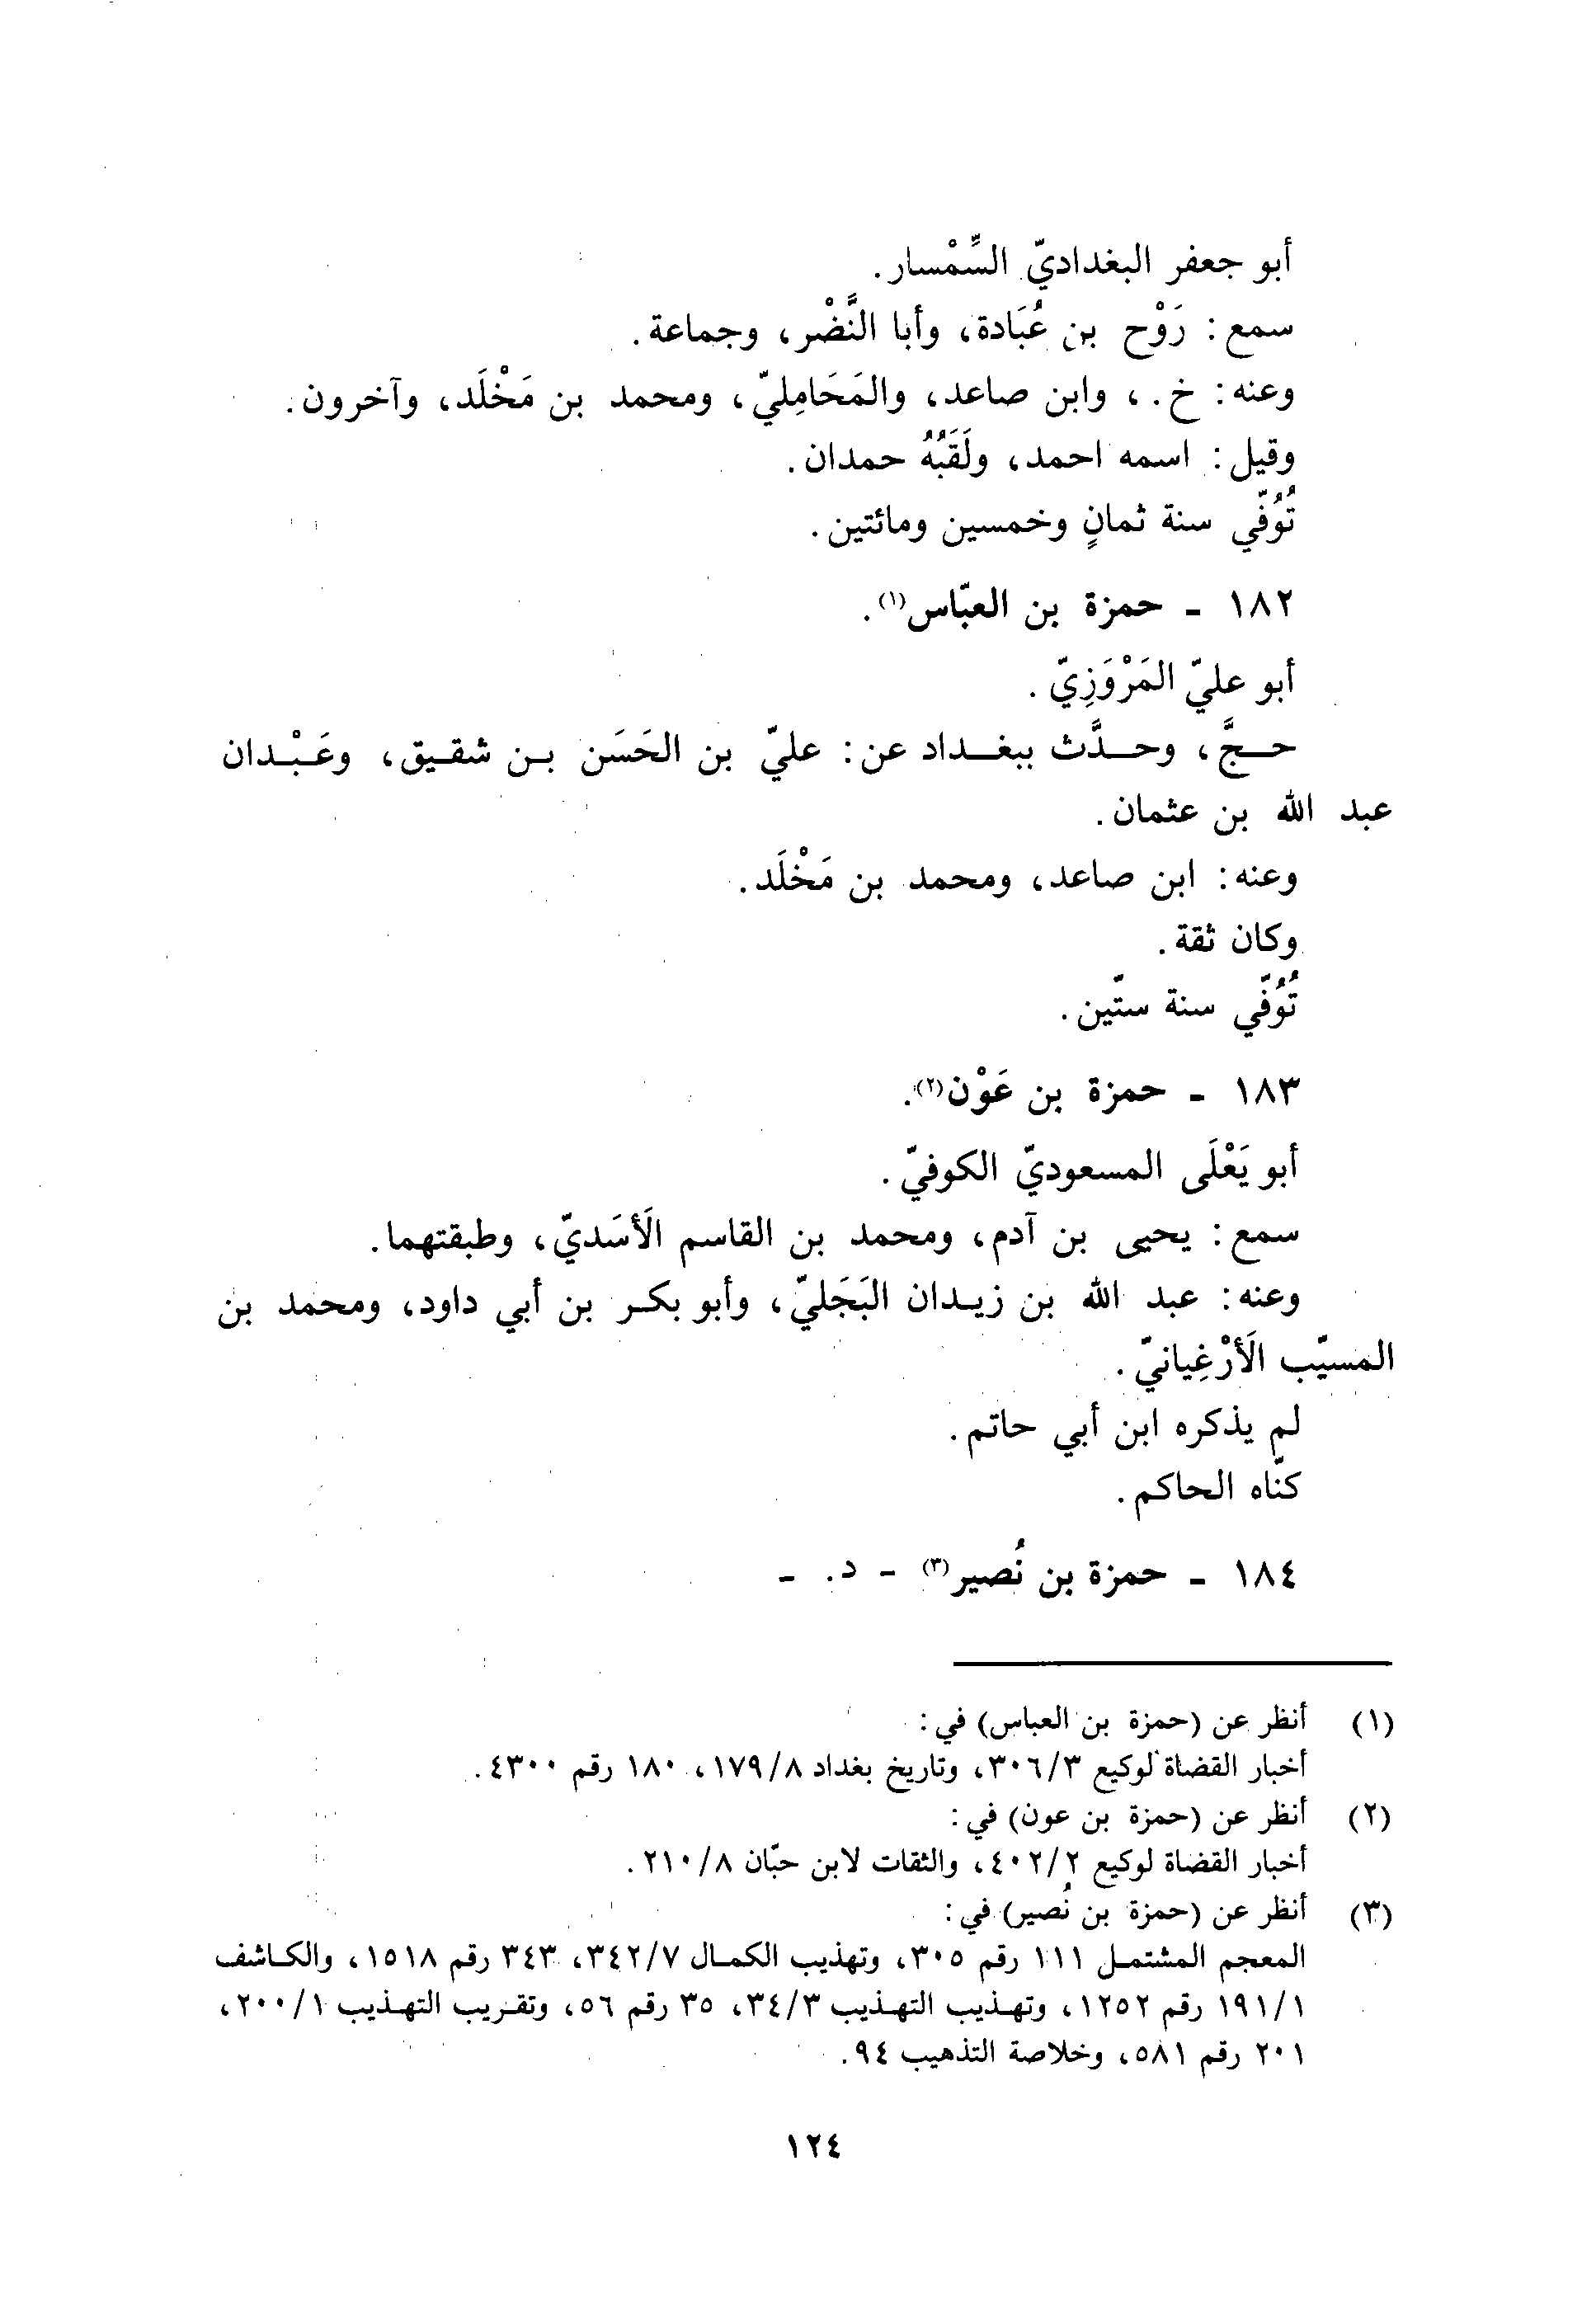 أبو جعفر البغداديّ السِّمْسار.
سمع: رَوْح بن عُبَادة، وأبا النَّضْر، وجماعة.
وعنه: خ.، وابن صاعد، والمَحَامِليّ، ومحمد بن مَخْلَد، وآخرون.
وقيل: اسمه احمد، ولَقَبُهُ حمدان.
تُوُفّي سنة ثمانٍ وخمسين ومائتين.
١٨٢ - حمزة بن العبّاس(١).
أبو عليّ المَرْوَزِيّ.
حجَّ، وحدَّث ببغداد عن: عليّ بن الحَسَن بن شقيق، وعَبْدان
عبد الله بن عثمان.
وعنه: ابن صاعد، ومحمد بن مَخْلَد.
وكان ثقة.
تُوُفّي سنة ستّين.
١٨٣ - حمزة بن عَوْن(٢).
أبو يَعْلَى المسعوديّ الكوفيّ.
سمع: يحيى بن آدم، ومحمد بن القاسم الَأسَديّ، وطبقتهما.
وعنه: عبد الله بن زيدان البَجَليّ، وأبو بكر بن أبي داود، ومحمد بن
المسيّب الَأرْغِيانيّ.
لم يذكره ابن أبي حاتم.
كنّاه الحاكم.
١٨٤ - حمزة بن نُصير(٣) - د. -
(١) أنظر عن (حمزة بن العباس) في:
أخبار القضاة لوكيع ٣٠٦/٣، وتاريخ بغداد ١٧٩/٨، ١٨٠ رقم ٤٣٠٠.
(٢) أنظر عن (حمزة بن عون) في:
أخبار القضاة لوكيع ٤٠٢/٢، والثقات لابن حبّان ٢١٠/٨.
(٣) أنظر عن (حمزة بن نُصير) في:
المعجم المشتمل ١١١ رقم ٣٠٥، وتهذيب الكمال ٣٤٢/٧، ٣٤٣ رقم ١٥١٨، والكاشف
١٩١/١ رقم ١٢٥٢، وتهذيب التهذيب ٣٤/٣، ٣٥ رقم ٥٦، وتقريب التهذيب ٢٠٠/١،
٢٠١ رقم ٥٨١، وخلاصة التذهيب ٩٤.
١٢٤